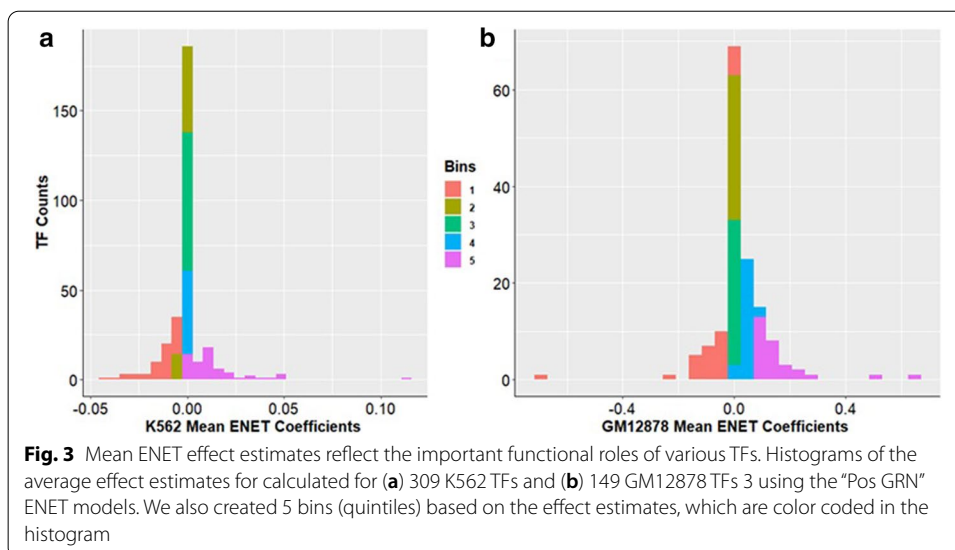 a
b
150
100
50
0
TF Counts
-0.05
0.00
0.05
0.10
K562 Mean ENET Coefficients
Bins
1
2
3
4
5
60
40
20
0
-0.4
0.0
0.4
GM12878 Mean ENET Coefficients
Fig. 3 Mean ENET effect estimates reflect the important functional roles of various TFs. Histograms of the
average effect estimates for calculated for (a) 309 K562 TFs and (b) 149 GM12878 TFs 3 using the “Pos GRN”
ENET models. We also created 5 bins (quintiles) based on the effect estimates, which are color coded in the
histogram